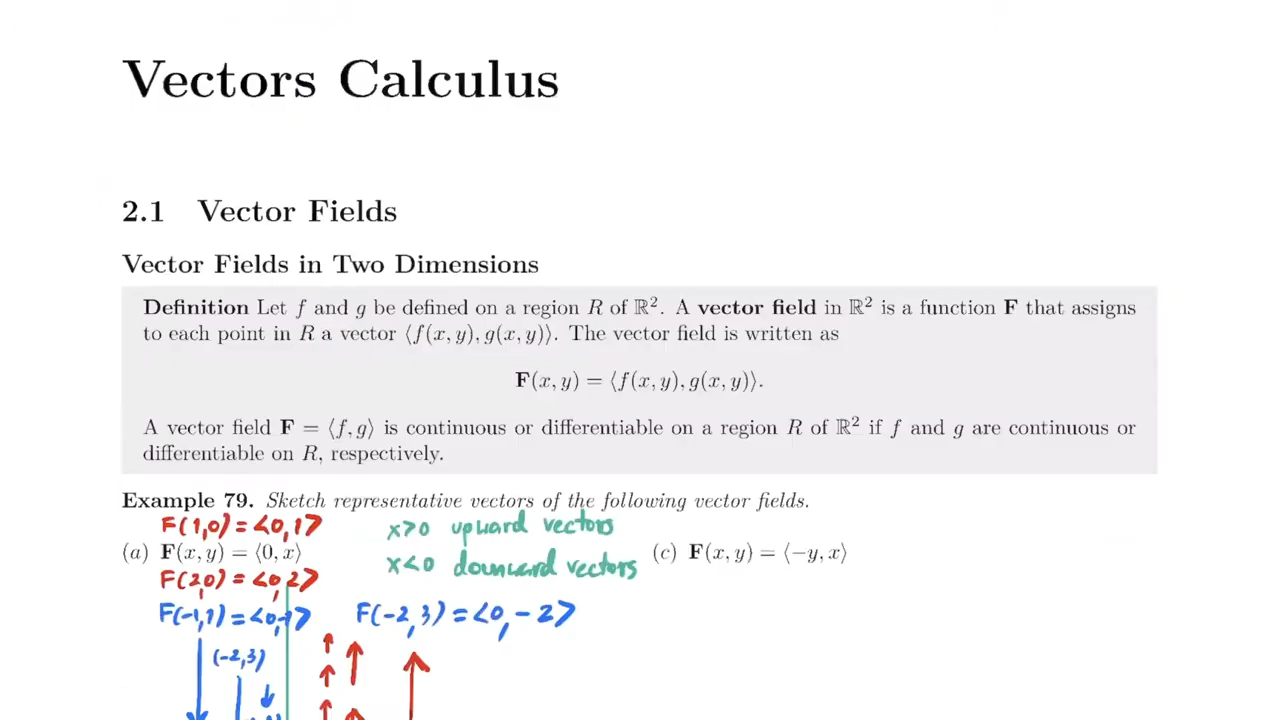 Vectors Calculus
2.1 Vector Fields
Vector Fields in Two Dimensions
Definition Let f and g be defined on a region R of ℝ². A vector field in ℝ² is a function F that assigns
to each point in R a vector ⟨f(x, y), g(x, y)⟩. The vector field is written as
F(x, y) = ⟨f(x, y), g(x, y)⟩.
A vector field F = ⟨f, g⟩ is continuous or differentiable on a region R of ℝ² if f and g are continuous or
differentiable on R, respectively.
Example 79. Sketch representative vectors of the following vector fields.
F(1,0) = <0,1>
x>0 upward vectors
(a) F(x, y) = ⟨0, x⟩
x<0 downward vectors
(c) F(x, y) = ⟨−y, x⟩
F(2,0) = <0,2>
F(-1,1) = <0,-1>
F(-2,3) = <0,-2>
(-2,3)